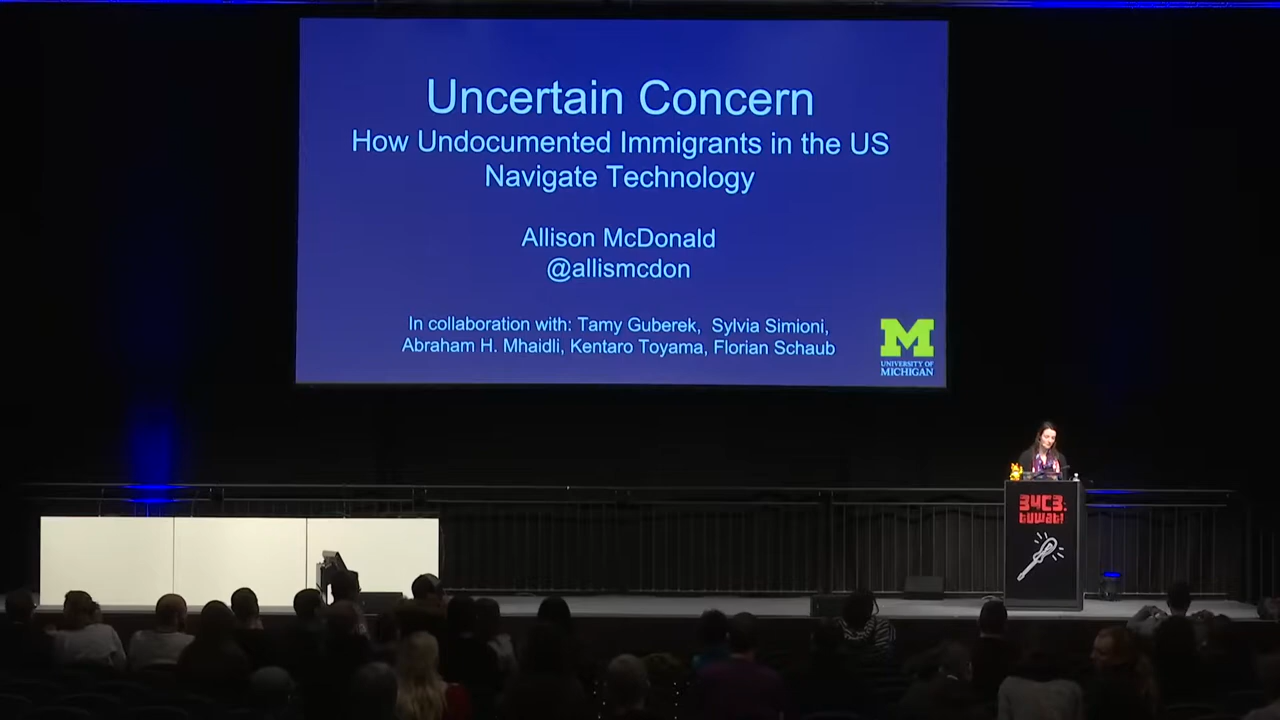 Uncertain Concern
How Undocumented Immigrants in the US
Navigate Technology
Allison McDonald
@allismcdon
In collaboration with: Tamy Guberek, Sylvia Simioni,
Abraham H. Mhaidli, Kentaro Toyama, Florian Schaub
M
UNIVERSITY OF
MICHIGAN
34C3:
tuwat!